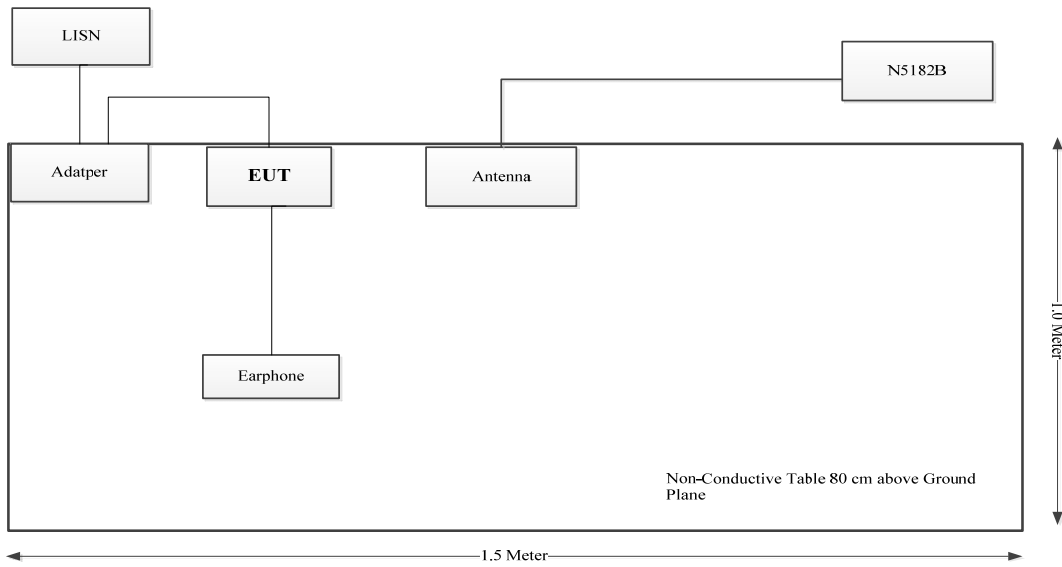 LISN
N5182B
Adatper
EUT
Antenna
Earphone
1.0 Meter
Non-Conductive Table 80 cm above Ground
Plane
1.5 Meter